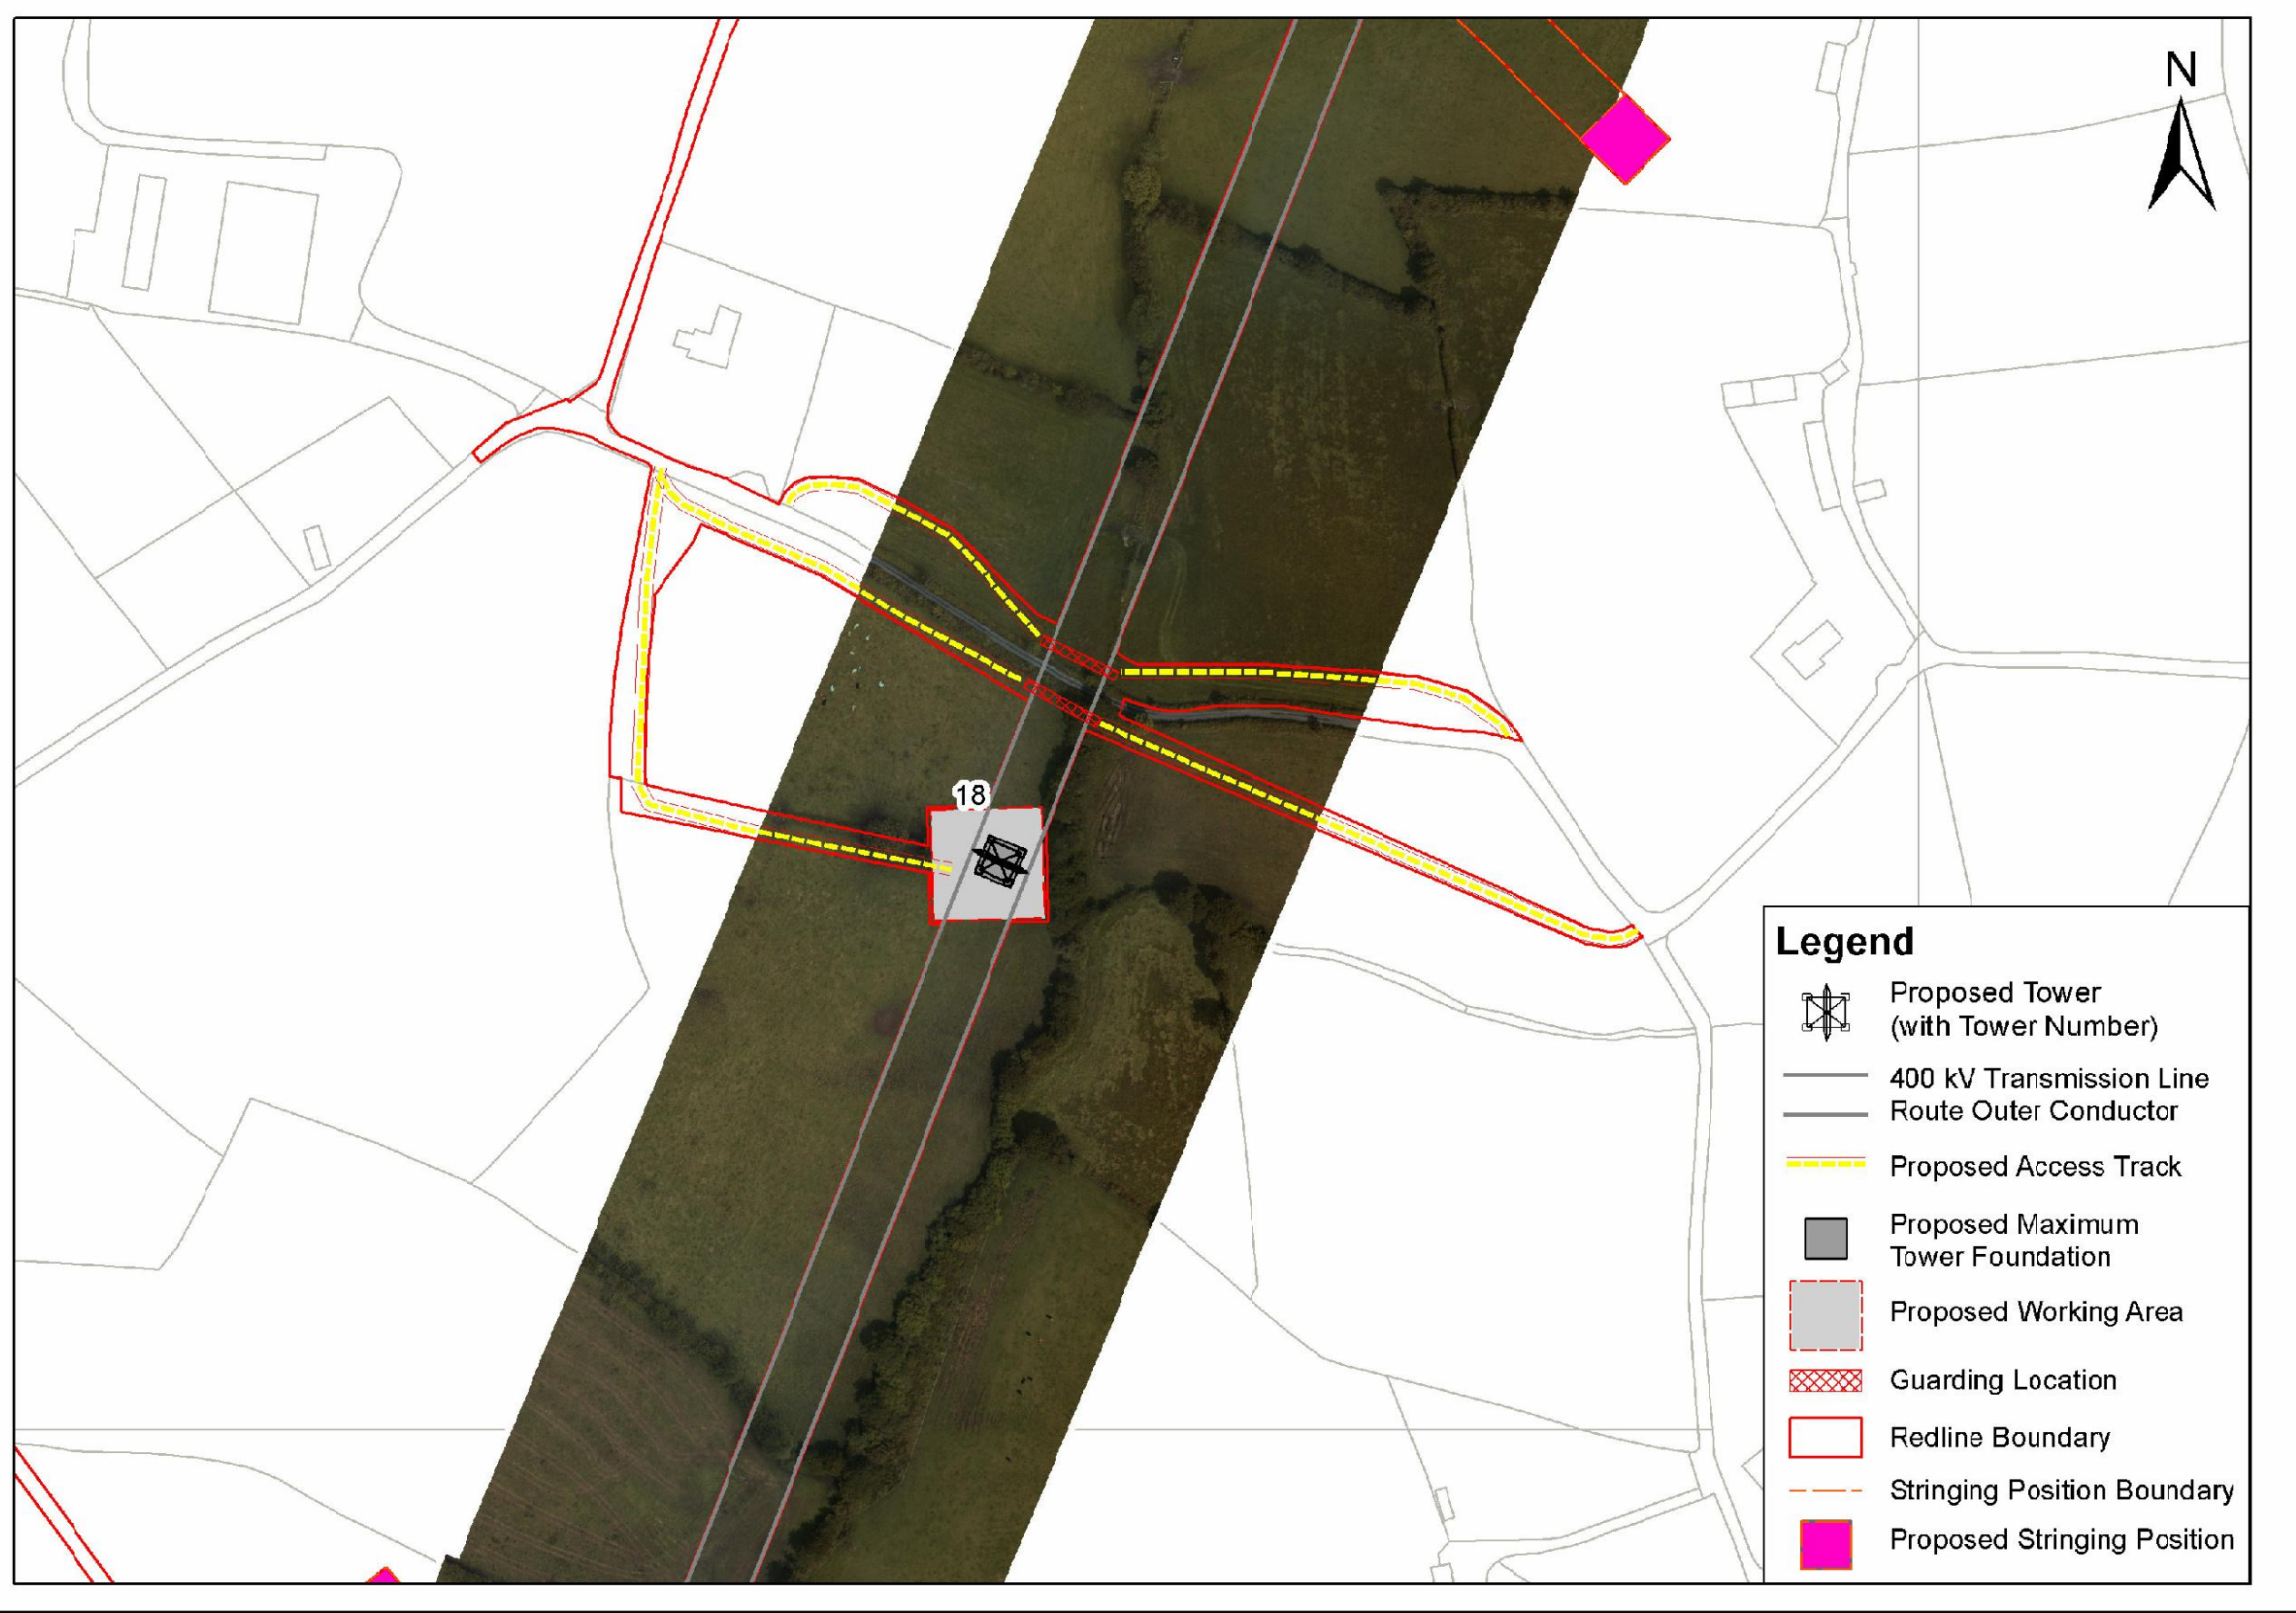 N
18
Legend
Proposed Tower
(with Tower Number)
400 kV Transmission Line
Route Outer Conductor
Proposed Access Track
Proposed Maximum
Tower Foundation
Proposed Working Area
Guarding Location
Redline Boundary
Stringing Position Boundary
Proposed Stringing Position